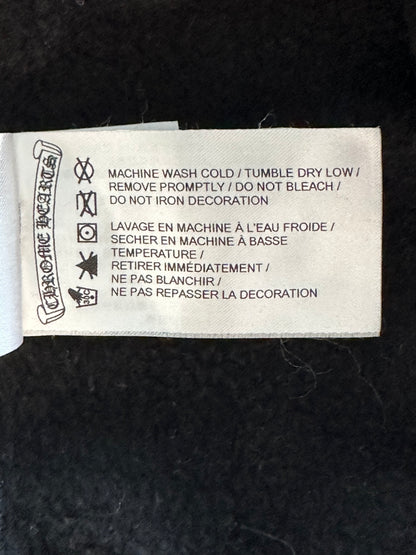 CHROME HEARTS
MACHINE WASH COLD / TUMBLE DRY LOW /
REMOVE PROMPTLY / DO NOT BLEACH /
DO NOT IRON DECORATION
LAVAGE EN MACHINE À L'EAU FROIDE /
SECHER EN MACHINE À BASSE
TEMPERATURE /
RETIRER IMMÉDIATEMENT /
NE PAS BLANCHIR /
NE PAS REPASSER LA DECORATION